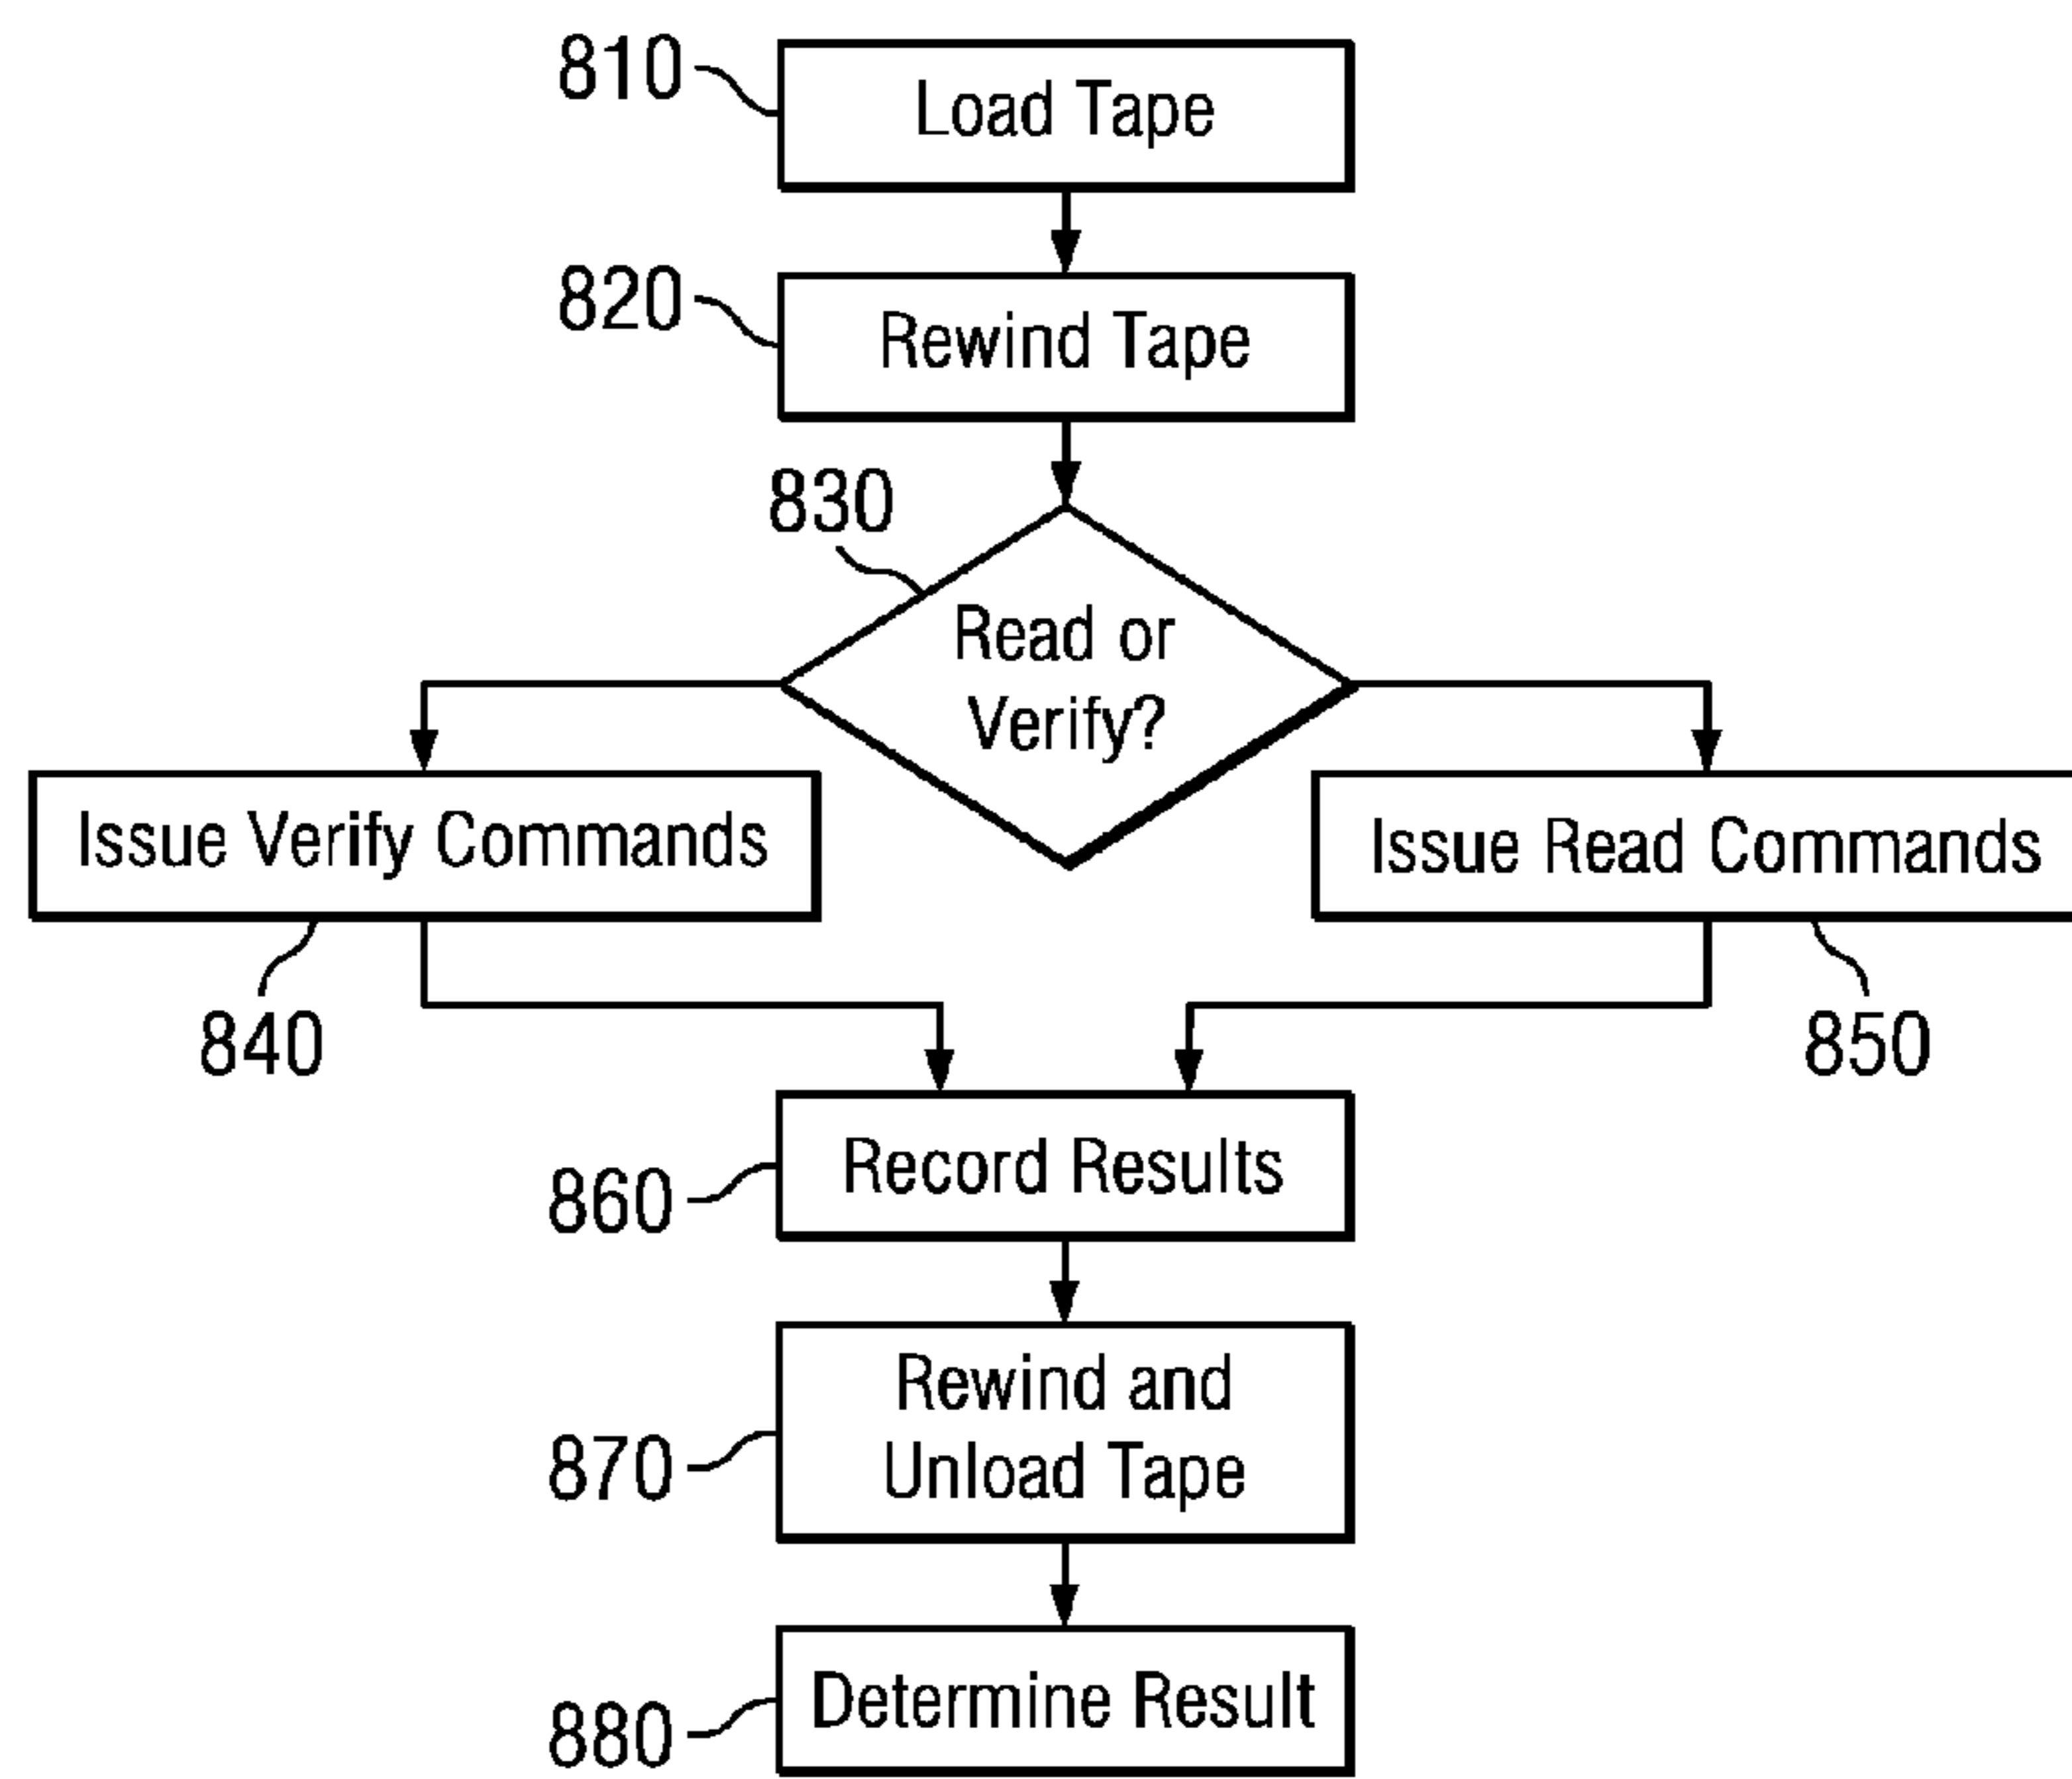 810
Load Tape
820
Rewind Tape
830
Read or
Verify?
Issue Verify Commands
Issue Read Commands
840
850
860
Record Results
870
Rewind and
Unload Tape
880
Determine Result